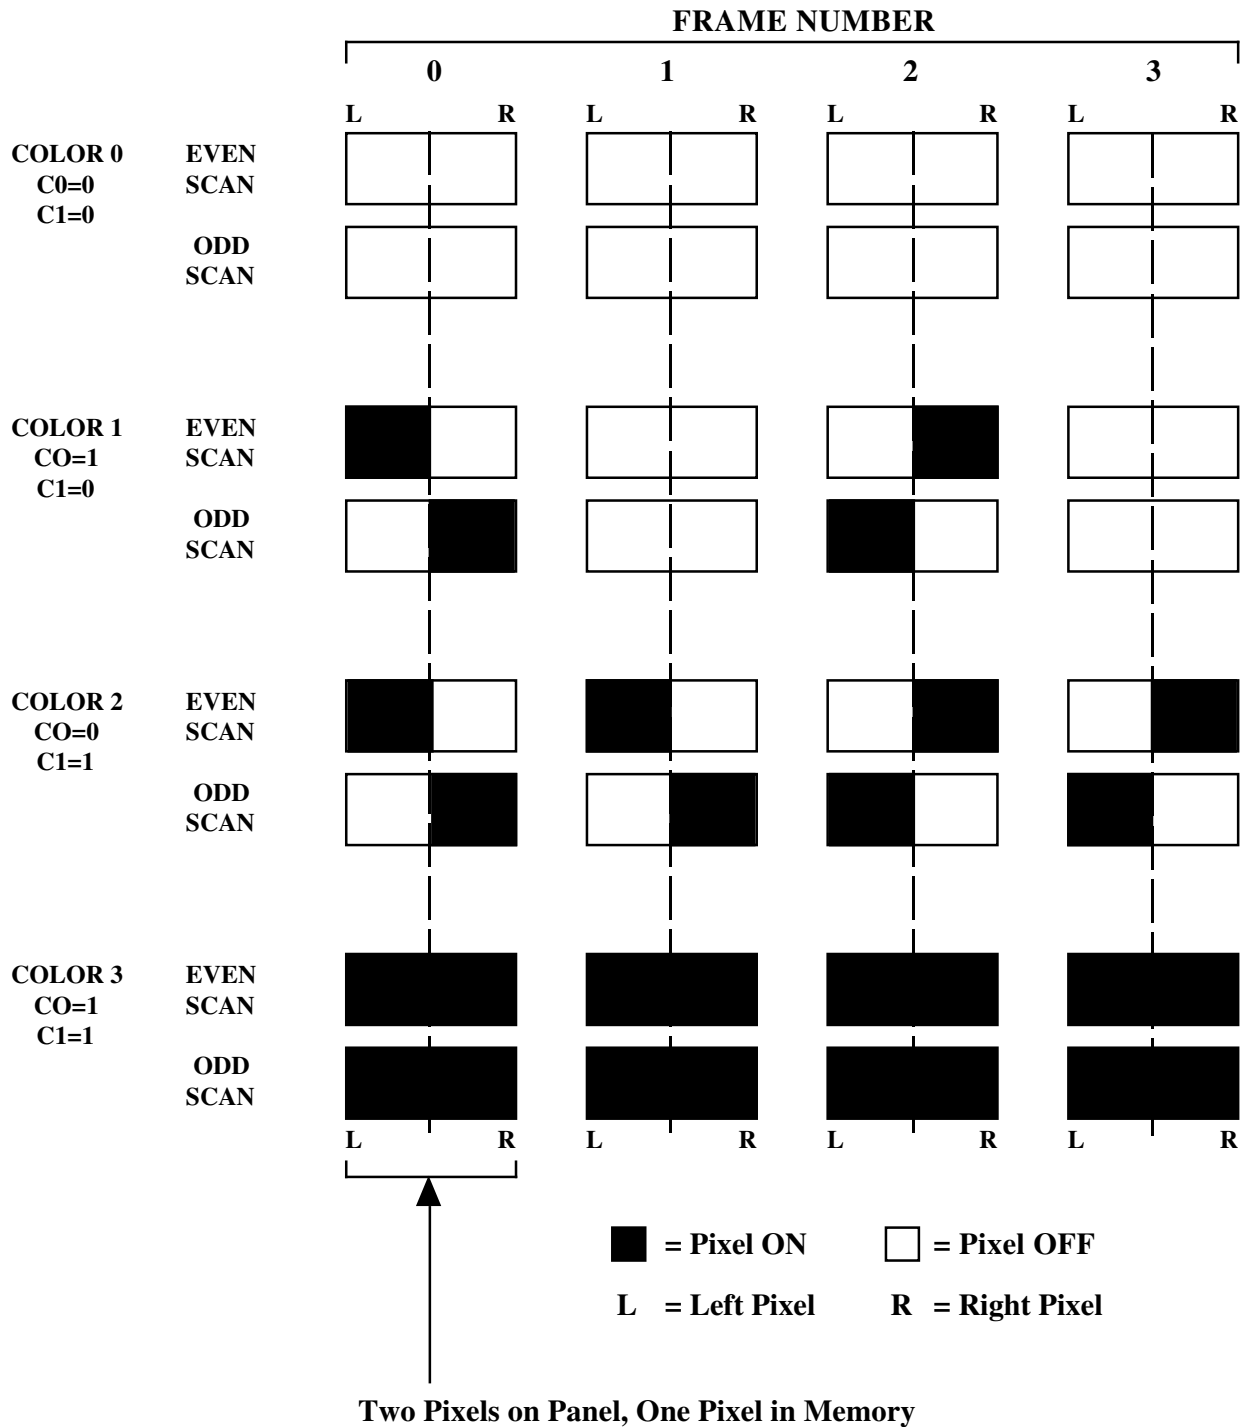 FRAME NUMBER
0 1 2 3
L R L R L R L R
COLOR 0
C0=0
C1=0
EVEN
SCAN
ODD
SCAN
COLOR 1
CO=1
C1=0
EVEN
SCAN
ODD
SCAN
COLOR 2
CO=0
C1=1
EVEN
SCAN
ODD
SCAN
COLOR 3
CO=1
C1=1
EVEN
SCAN
ODD
SCAN
L R L R L R L R
= Pixel ON
= Pixel OFF
L = Left Pixel
R = Right Pixel
Two Pixels on Panel, One Pixel in Memory